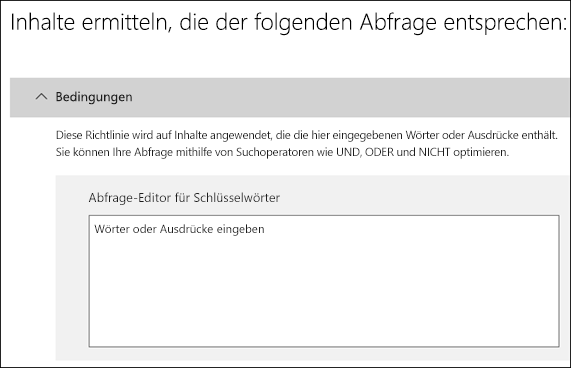 Inhalte ermitteln, die der folgenden Abfrage entsprechen:
Bedingungen
Diese Richtlinie wird auf Inhalte angewendet, die die hier eingegebenen Wörter oder Ausdrücke enthält.
Sie können Ihre Abfrage mithilfe von Suchoperatoren wie UND, ODER und NICHT optimieren.
Abfrage-Editor für Schlüsselwörter
Wörter oder Ausdrücke eingeben